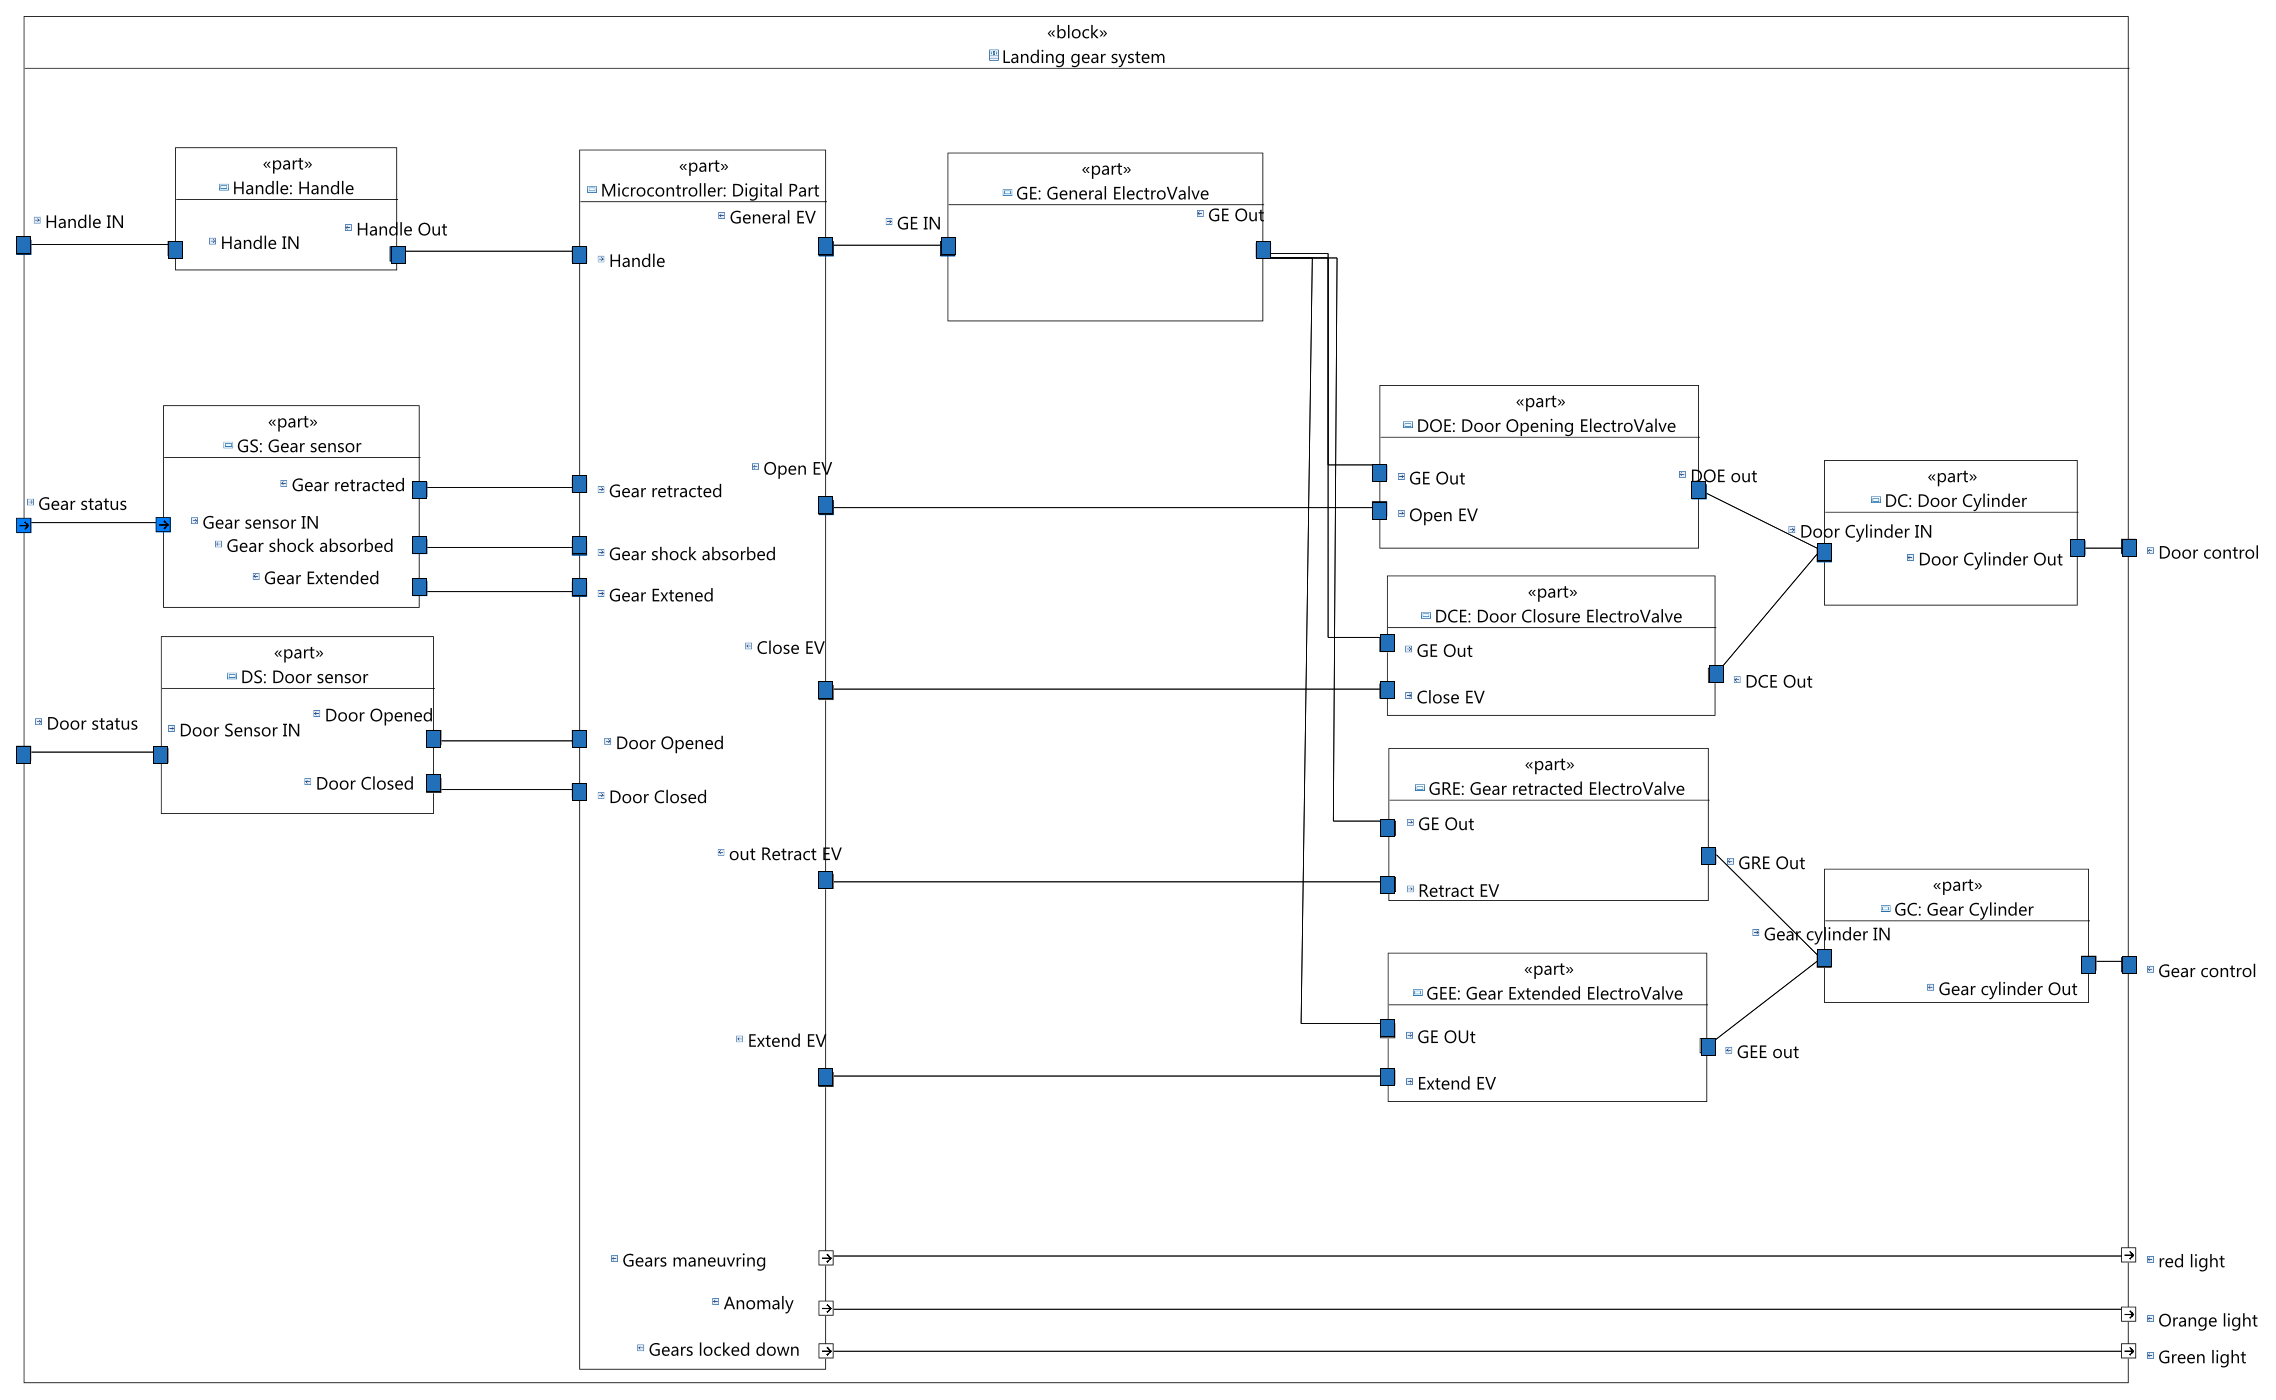 «block»
Landing gear system
«part»
Handle: Handle
Handle IN
Handle IN
Handle Out
«part»
Microcontroller: Digital Part
General EV
Handle
«part»
GE: General ElectroValve
GE IN
GE Out
«part»
GS: Gear sensor
Gear status
Gear retracted
Gear sensor IN
Gear shock absorbed
Gear Extended
Gear retracted
Gear shock absorbed
Gear Extened
«part»
DS: Door sensor
Door status
Door Sensor IN
Door Opened
Door Closed
Door Opened
Door Closed
Open EV
Close EV
out Retract EV
Extend EV
«part»
DOE: Door Opening ElectroValve
GE Out
Open EV
DOE out
«part»
DC: Door Cylinder
Door Cylinder IN
Door Cylinder Out
Door control
«part»
DCE: Door Closure ElectroValve
GE Out
Close EV
DCE Out
«part»
GRE: Gear retracted ElectroValve
GE Out
Retract EV
GRE Out
«part»
GC: Gear Cylinder
Gear cylinder IN
Gear cylinder Out
Gear control
«part»
GEE: Gear Extended ElectroValve
GE OUt
Extend EV
GEE out
Gears maneuvring
red light
Anomaly
Orange light
Gears locked down
Green light